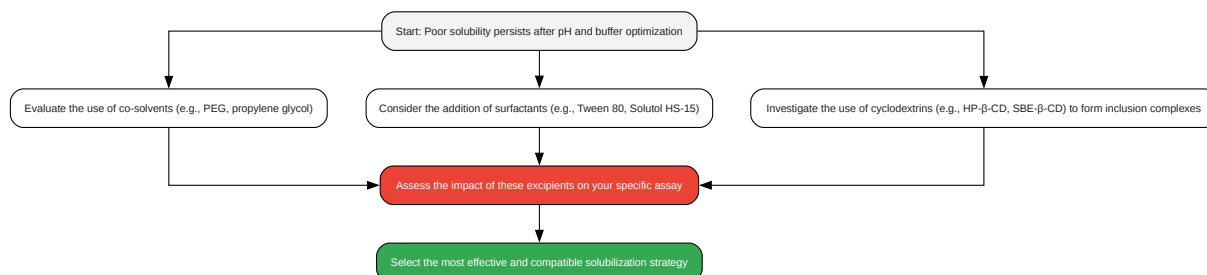 Start: Poor solubility persists after pH and buffer optimization
Evaluate the use of co-solvents (e.g., PEG, propylene glycol)
Consider the addition of surfactants (e.g., Tween 80, Solutol HS-15)
Investigate the use of cyclodextrins (e.g., HP-β-CD, SBE-β-CD) to form inclusion complexes
Assess the impact of these excipients on your specific assay
Select the most effective and compatible solubilization strategy